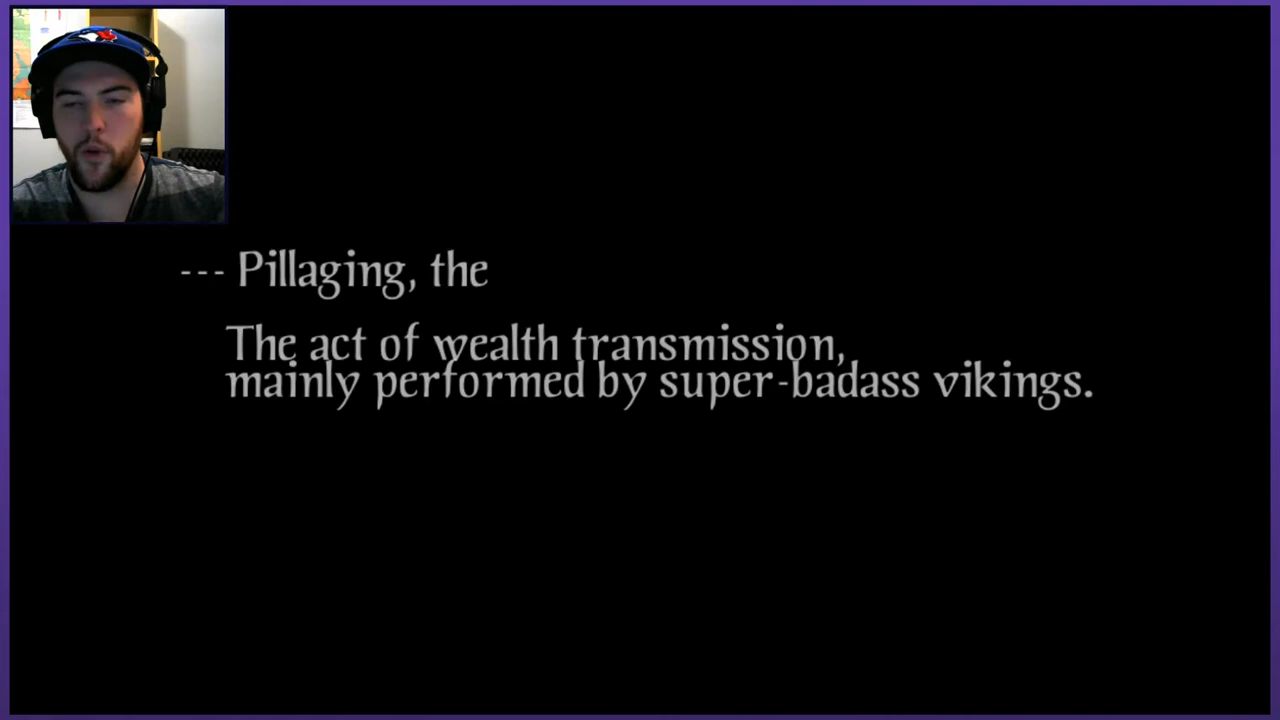 --- Pillaging, the
The act of wealth transmission,
mainly performed by super-badass vikings.